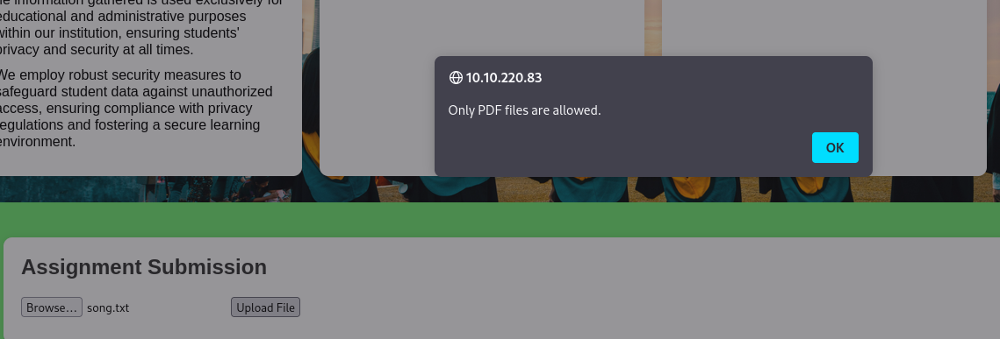 information gathered is used exclusively for
educational and administrative purposes
within our institution, ensuring students'
privacy and security at all times.
We employ robust security measures to
safeguard student data against unauthorized
access, ensuring compliance with privacy
regulations and fostering a secure learning
environment.
10.10.220.83
Only PDF files are allowed.
OK
Assignment Submission
Browse... song.txt Upload File